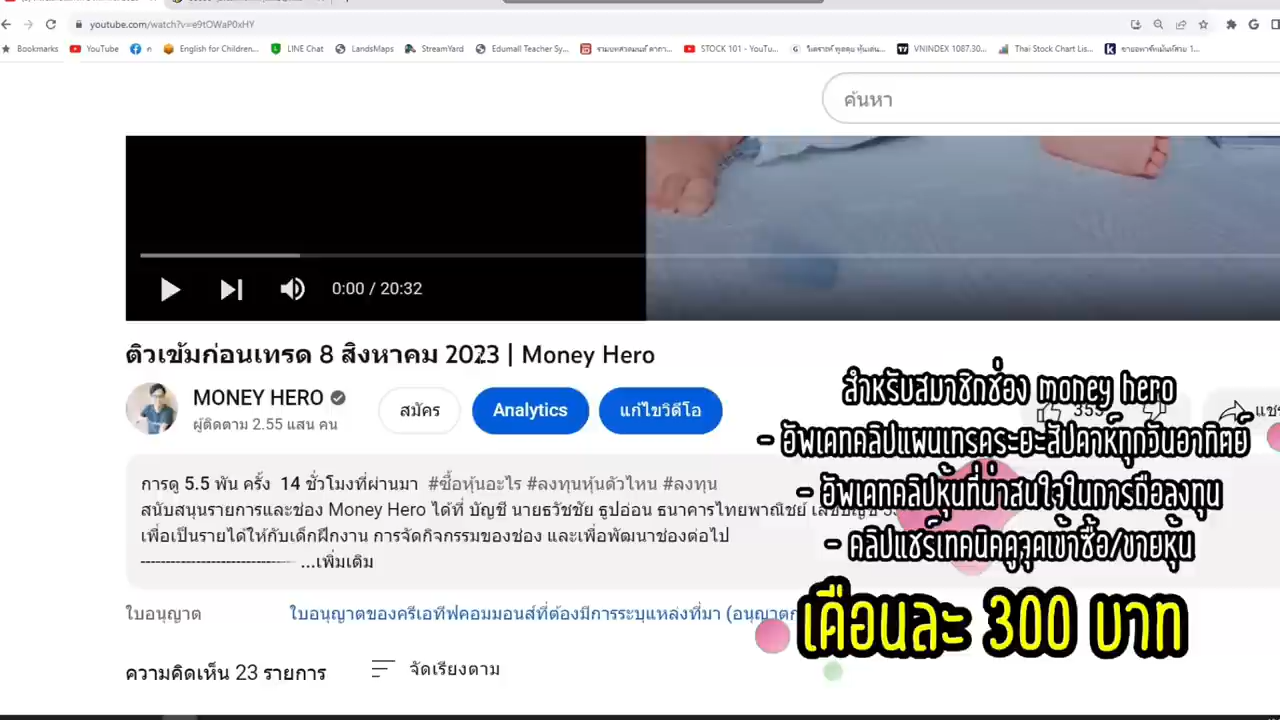 youtube.com/watch?v=e9tOWaP0xHY
Bookmarks YouTube n English for Children... LINE Chat LandsMaps StreamYard Edumall Teacher Sy... STOCK 101 - YouTu... VNINDEX 1087.30... Thai Stock Chart Lis...
ค้นหา
0:00 / 20:32
ติวเข้มก่อนเทรด 8 สิงหาคม 2023 | Money Hero
MONEY HERO
ผู้ติดตาม 2.55 แสน คน
สมัคร
Analytics
แก้ไขวิดีโอ
355
แชร
สำหรับสมาชิกช่อง money hero
- อัพเดทคลิปแผนเทรดระยะสัปดาห์ทุกวันอาทิตย์
- อัพเดทคลิปหุ้นที่น่าสนใจในการถือลงทุน
- คลิปแชร์เทคนิคดูจุดเข้าซื้อ/ขายหุ้น
เดือนละ 300 บาท
การดู 5.5 พัน ครั้ง 14 ชั่วโมงที่ผ่านมา #ซื้อหุ้นอะไร #ลงทุนหุ้นตัวไหน #ลงทุน
สนับสนุนรายการและช่อง Money Hero ได้ที่ บัญชี นายธวัชชัย ธูปอ่อน ธนาคารไทยพาณิชย์
เพื่อเป็นรายได้ให้กับเด็กฝึกงาน การจัดกิจกรรมของช่อง และเพื่อพัฒนาช่องต่อไป
------------------------------- ...เพิ่มเติม
ใบอนุญาต
ใบอนุญาตของครีเอทีฟคอมมอนส์ที่ต้องมีการระบุแหล่งที่มา (อนุญาตก
ความคิดเห็น 23 รายการ
จัดเรียงตาม